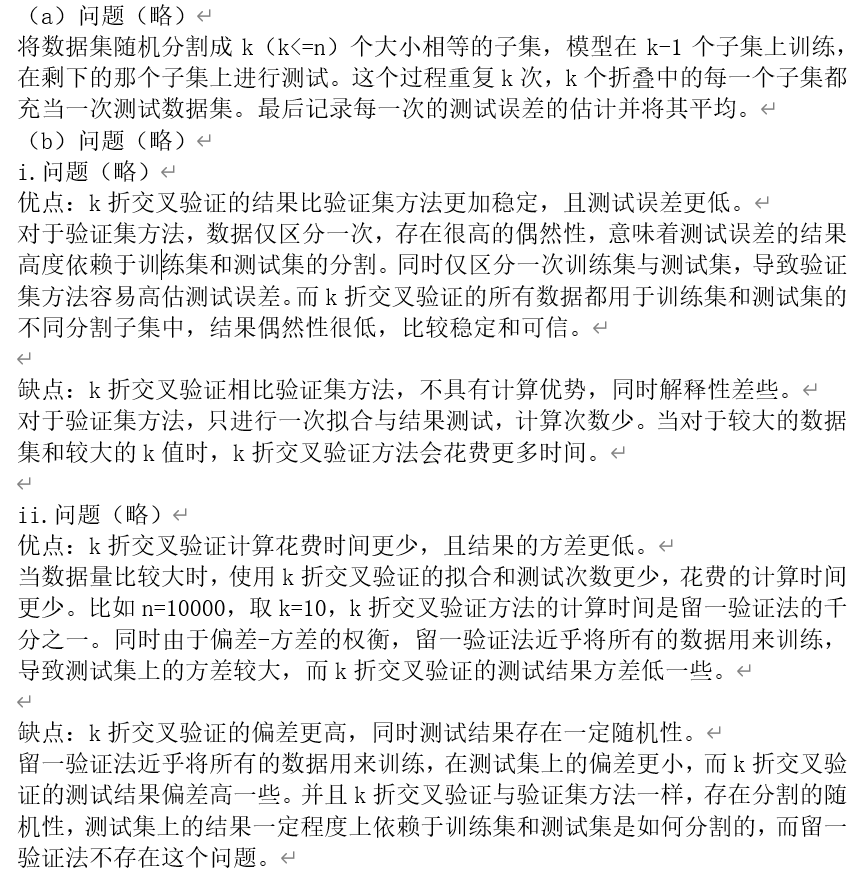 （a）问题（略）
将数据集随机分割成 k（k<=n）个大小相等的子集，模型在 k-1 个子集上训练，
在剩下的那个子集上进行测试。这个过程重复 k 次，k 个折叠中的每一个子集都
充当一次测试数据集。最后记录每一次的测试误差的估计并将其平均。
（b）问题（略）
i.问题（略）
优点：k 折交叉验证的结果比验证集方法更加稳定，且测试误差更低。
对于验证集方法，数据仅区分一次，存在很高的偶然性，意味着测试误差的结果
高度依赖于训练集和测试集的分割。同时仅区分一次训练集与测试集，导致验证
集方法容易高估测试误差。而 k 折交叉验证的所有数据都用于训练集和测试集的
不同分割子集中，结果偶然性很低，比较稳定和可信。
缺点：k 折交叉验证相比验证集方法，不具有计算优势，同时解释性差些。
对于验证集方法，只进行一次拟合与结果测试，计算次数少。当对于较大的数据
集和较大的 k 值时，k 折交叉验证方法会花费更多时间。
ii.问题（略）
优点：k 折交叉验证计算花费时间更少，且结果的方差更低。
当数据量比较大时，使用 k 折交叉验证的拟合和测试次数更少，花费的计算时间
更少。比如 n=10000，取 k=10，k 折交叉验证方法的计算时间是留一验证法的千
分之一。同时由于偏差-方差的权衡，留一验证法近乎将所有的数据用来训练，
导致测试集上的方差较大，而 k 折交叉验证的测试结果方差低一些。
缺点：k 折交叉验证的偏差更高，同时测试结果存在一定随机性。
留一验证法近乎将所有的数据用来训练，在测试集上的偏差更小，而 k 折交叉验
证的测试结果偏差高一些。并且 k 折交叉验证与验证集方法一样，存在分割的随
机性，测试集上的结果一定程度上依赖于训练集和测试集是如何分割的，而留一
验证法不存在这个问题。